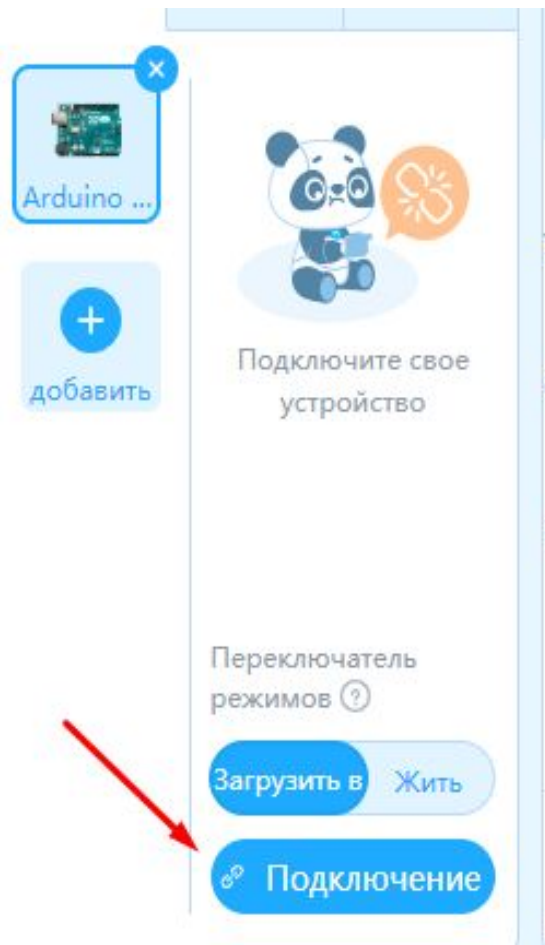 Arduino ...
добавить
Подключите свое
устройство
Переключатель
режимов ?
Загрузить в
Жить
Подключение